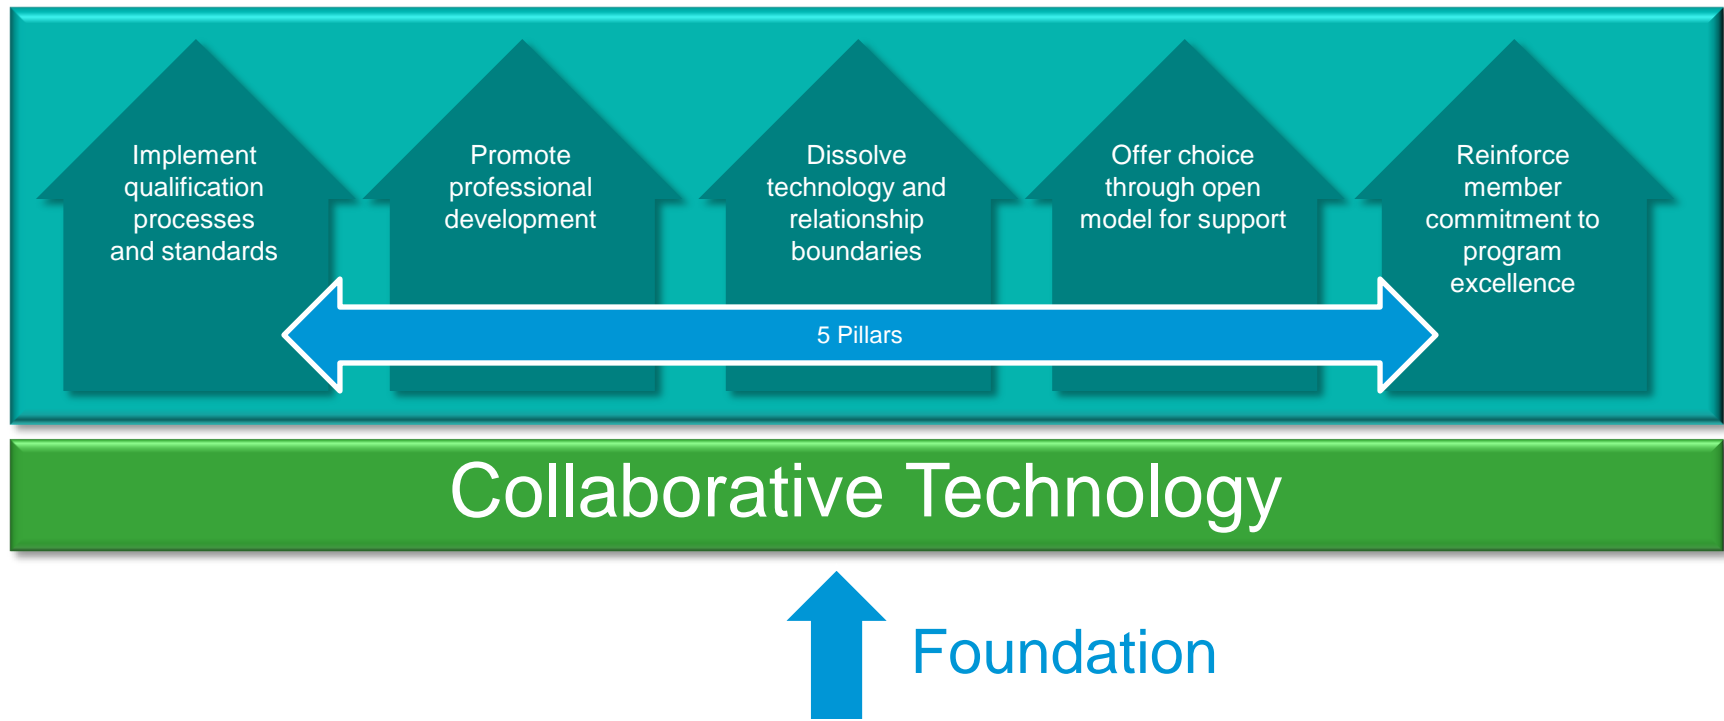 Implement
qualification
processes
and standards
Promote
professional
development
Dissolve
technology and
relationship
boundaries
Offer choice
through open
model for support
Reinforce
member
commitment to
program
excellence
5 Pillars
Collaborative Technology
Foundation